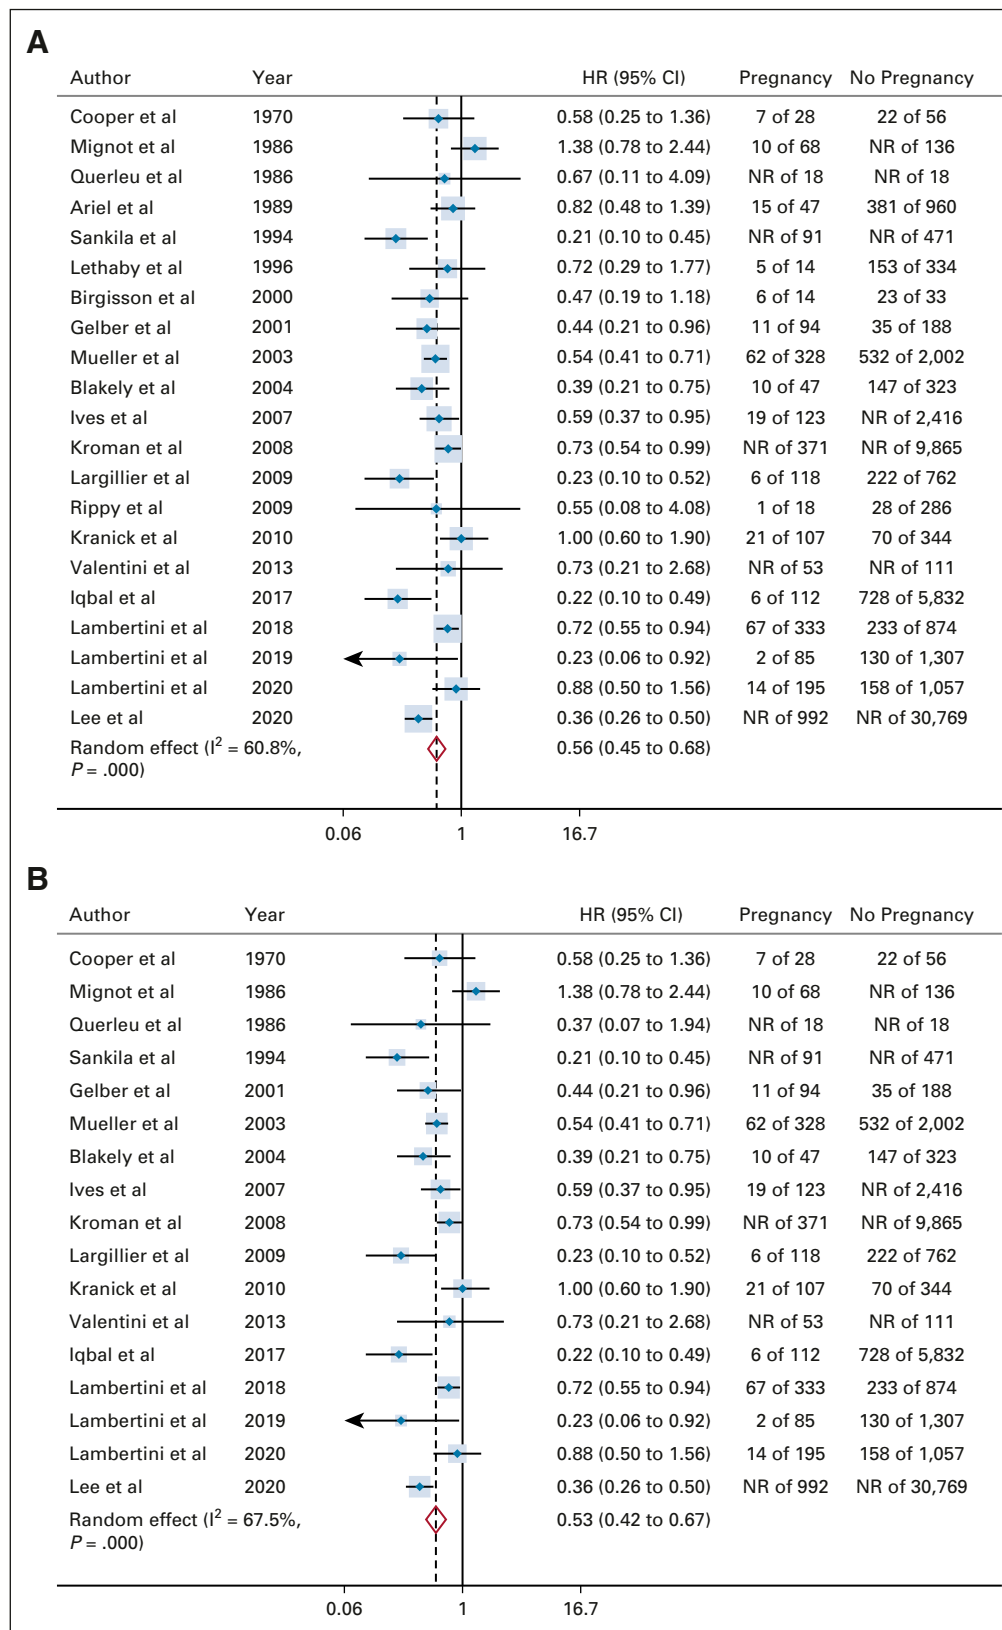 A
Author Year HR (95% CI) Pregnancy No Pregnancy
Cooper et al 1970 0.58 (0.25 to 1.36) 7 of 28 22 of 56
Mignot et al 1986 1.38 (0.78 to 2.44) 10 of 68 NR of 136
Querleu et al 1986 0.67 (0.11 to 4.09) NR of 18 NR of 18
Ariel et al 1989 0.82 (0.48 to 1.39) 15 of 47 381 of 960
Sankila et al 1994 0.21 (0.10 to 0.45) NR of 91 NR of 471
Lethaby et al 1996 0.72 (0.29 to 1.77) 5 of 14 153 of 334
Birgisson et al 2000 0.47 (0.19 to 1.18) 6 of 14 23 of 33
Gelber et al 2001 0.44 (0.21 to 0.96) 11 of 94 35 of 188
Mueller et al 2003 0.54 (0.41 to 0.71) 62 of 328 532 of 2,002
Blakely et al 2004 0.39 (0.21 to 0.75) 10 of 47 147 of 323
Ives et al 2007 0.59 (0.37 to 0.95) 19 of 123 NR of 2,416
Kroman et al 2008 0.73 (0.54 to 0.99) NR of 371 NR of 9,865
Largillier et al 2009 0.23 (0.10 to 0.52) 6 of 118 222 of 762
Rippy et al 2009 0.55 (0.08 to 4.08) 1 of 18 28 of 286
Kranick et al 2010 1.00 (0.60 to 1.90) 21 of 107 70 of 344
Valentini et al 2013 0.73 (0.21 to 2.68) NR of 53 NR of 111
Iqbal et al 2017 0.22 (0.10 to 0.49) 6 of 112 728 of 5,832
Lambertini et al 2018 0.72 (0.55 to 0.94) 67 of 333 233 of 874
Lambertini et al 2019 0.23 (0.06 to 0.92) 2 of 85 130 of 1,307
Lambertini et al 2020 0.88 (0.50 to 1.56) 14 of 195 158 of 1,057
Lee et al 2020 0.36 (0.26 to 0.50) NR of 992 NR of 30,769
Random effect (I² = 60.8%, 0.56 (0.45 to 0.68)
P = .000)
0.06 1 16.7
B
Author Year HR (95% CI) Pregnancy No Pregnancy
Cooper et al 1970 0.58 (0.25 to 1.36) 7 of 28 22 of 56
Mignot et al 1986 1.38 (0.78 to 2.44) 10 of 68 NR of 136
Querleu et al 1986 0.37 (0.07 to 1.94) NR of 18 NR of 18
Sankila et al 1994 0.21 (0.10 to 0.45) NR of 91 NR of 471
Gelber et al 2001 0.44 (0.21 to 0.96) 11 of 94 35 of 188
Mueller et al 2003 0.54 (0.41 to 0.71) 62 of 328 532 of 2,002
Blakely et al 2004 0.39 (0.21 to 0.75) 10 of 47 147 of 323
Ives et al 2007 0.59 (0.37 to 0.95) 19 of 123 NR of 2,416
Kroman et al 2008 0.73 (0.54 to 0.99) NR of 371 NR of 9,865
Largillier et al 2009 0.23 (0.10 to 0.52) 6 of 118 222 of 762
Kranick et al 2010 1.00 (0.60 to 1.90) 21 of 107 70 of 344
Valentini et al 2013 0.73 (0.21 to 2.68) NR of 53 NR of 111
Iqbal et al 2017 0.22 (0.10 to 0.49) 6 of 112 728 of 5,832
Lambertini et al 2018 0.72 (0.55 to 0.94) 67 of 333 233 of 874
Lambertini et al 2019 0.23 (0.06 to 0.92) 2 of 85 130 of 1,307
Lambertini et al 2020 0.88 (0.50 to 1.56) 14 of 195 158 of 1,057
Lee et al 2020 0.36 (0.26 to 0.50) NR of 992 NR of 30,769
Random effect (I² = 67.5%, 0.53 (0.42 to 0.67)
P = .000)
0.06 1 16.7